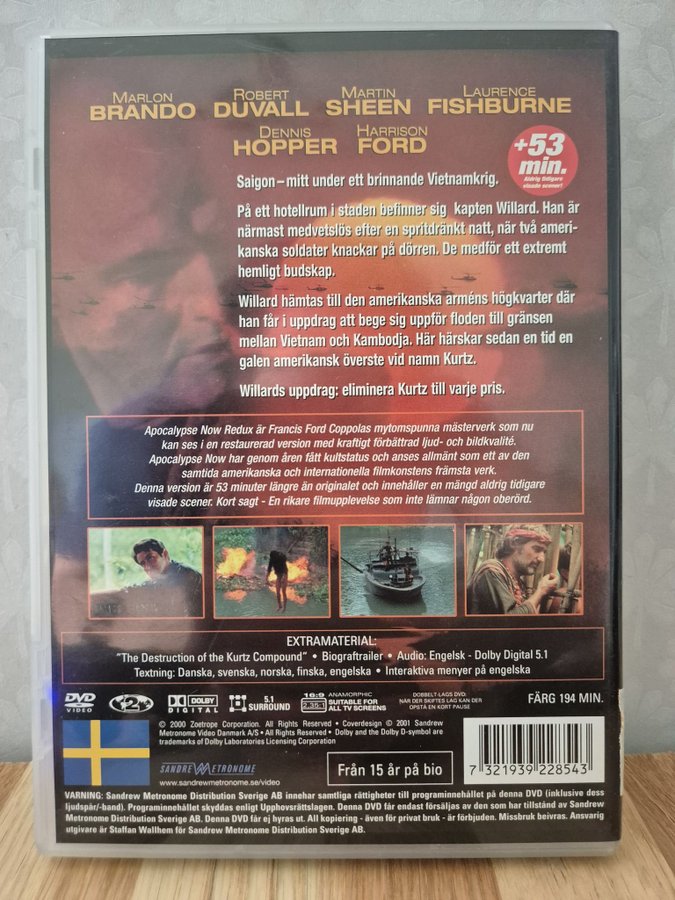 MARLON BRANDO
ROBERT DUVALL
MARTIN SHEEN
LAURENCE FISHBURNE
DENNIS HOPPER
HARRISON FORD
+53
min.
Aldrig tidigare
visade scener!
Saigon – mitt under ett brinnande Vietnamkrig.
På ett hotellrum i staden befinner sig kapten Willard. Han är
närmast medvetslös efter en spritdränkt natt, när två ameri-
kanska soldater knackar på dörren. De medför ett extremt
hemligt budskap.
Willard hämtas till den amerikanska arméns högkvarter där
han får i uppdrag att bege sig uppför floden till gränsen
mellan Vietnam och Kambodja. Här härskar sedan en tid en
galen amerikansk överste vid namn Kurtz.
Willards uppdrag: eliminera Kurtz till varje pris.
Apocalypse Now Redux är Francis Ford Coppolas mytomspunna mästerverk som nu
kan ses i en restaurerad version med kraftigt förbättrad ljud- och bildkvalité.
Apocalypse Now har genom åren fått kultstatus och anses allmänt som ett av den
samtida amerikanska och internationella filmkonstens främsta verk.
Denna version är 53 minuter längre än originalet och innehåller en mängd aldrig tidigare
visade scener. Kort sagt - En rikare filmupplevelse som inte lämnar någon oberörd.
EXTRAMATERIAL:
"The Destruction of the Kurtz Compound" • Biograftrailer • Audio: Engelsk - Dolby Digital 5.1
Textning: Danska, svenska, norska, finska, engelska • Interaktiva menyer på engelska
DVD
VIDEO
2
DOLBY
DIGITAL
5.1
SURROUND
16:9
2.35:1
ANAMORPHIC
SUITABLE FOR
ALL TV SCREENS
DOBBELT-LAGS DVD:
NÄR DER SKIFTES LAG KAN DER
OPSTÅ EN KORT PAUSE
FÄRG 194 MIN.
© 2000 Zoetrope Corporation. All Rights Reserved • Coverdesign © 2001 Sandrew
Metronome Video Danmark A/S • All Rights Reserved. • Dolby and the Dolby D-symbol are
trademarks of Dolby Laboratories Licensing Corporation
SANDREW METRONOME
www.sandrewmetronome.se/video
Från 15 år på bio
7 321939 228543
VARNING: Sandrew Metronome Distribution Sverige AB innehar samtliga rättigheter till programinnehållet på denna DVD (inklusive dess
ljudspår/-band). Programinnehållet skyddas enligt Upphovsrättslagen. Denna DVD får endast försäljas av den som har tillstånd av Sandrew
Metronome Distribution Sverige AB. Denna DVD får ej hyras ut. All kopiering - även för privat bruk - är förbjuden. Missbruk beivras. Ansvarig
utgivare är Staffan Wallhem för Sandrew Metronome Distribution Sverige AB.